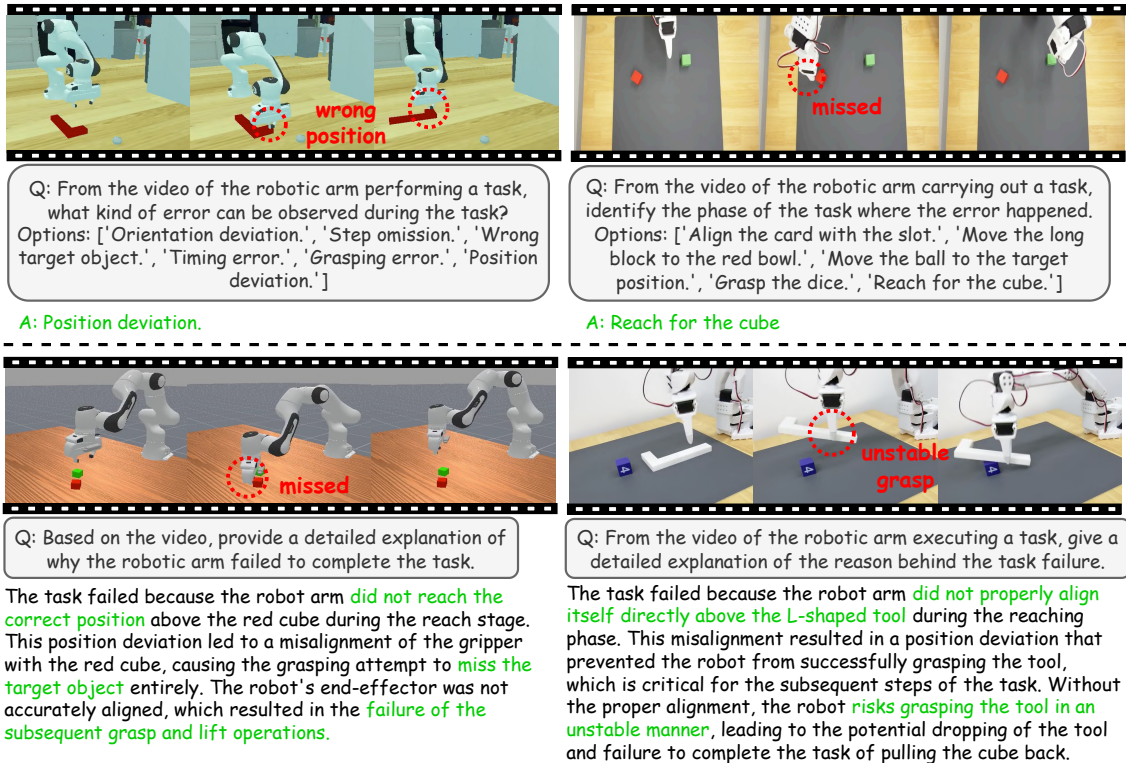 wrong
position
missed
Q: From the video of the robotic arm performing a task,
what kind of error can be observed during the task?
Options: ['Orientation deviation.', 'Step omission.', 'Wrong
target object.', 'Timing error.', 'Grasping error.', 'Position
deviation.']
A: Position deviation.
Q: From the video of the robotic arm carrying out a task,
identify the phase of the task where the error happened.
Options: ['Align the card with the slot.', 'Move the long
block to the red bowl.', 'Move the ball to the target
position.', 'Grasp the dice.', 'Reach for the cube.']
A: Reach for the cube
missed
Q: Based on the video, provide a detailed explanation of
why the robotic arm failed to complete the task.
The task failed because the robot arm did not reach the
correct position above the red cube during the reach stage.
This position deviation led to a misalignment of the gripper
with the red cube, causing the grasping attempt to miss the
target object entirely. The robot's end-effector was not
accurately aligned, which resulted in the failure of the
subsequent grasp and lift operations.
4
unstable
grasp
4
4
Q: From the video of the robotic arm executing a task, give a
detailed explanation of the reason behind the task failure.
The task failed because the robot arm did not properly align
itself directly above the L-shaped tool during the reaching
phase. This misalignment resulted in a position deviation that
prevented the robot from successfully grasping the tool,
which is critical for the subsequent steps of the task. Without
the proper alignment, the robot risks grasping the tool in an
unstable manner, leading to the potential dropping of the tool
and failure to complete the task of pulling the cube back.